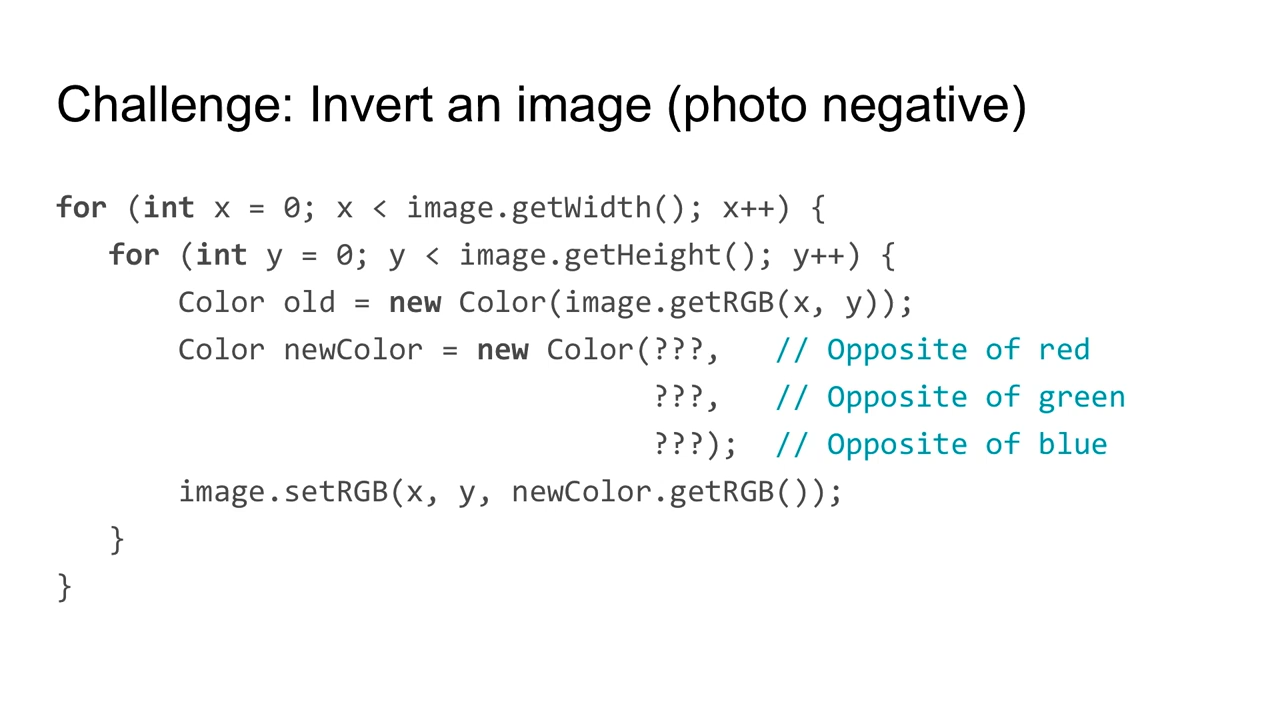 Challenge: Invert an image (photo negative)
for (int x = 0; x < image.getWidth(); x++) {
for (int y = 0; y < image.getHeight(); y++) {
Color old = new Color(image.getRGB(x, y));
Color newColor = new Color(???, // Opposite of red
???, // Opposite of green
???); // Opposite of blue
image.setRGB(x, y, newColor.getRGB());
}
}